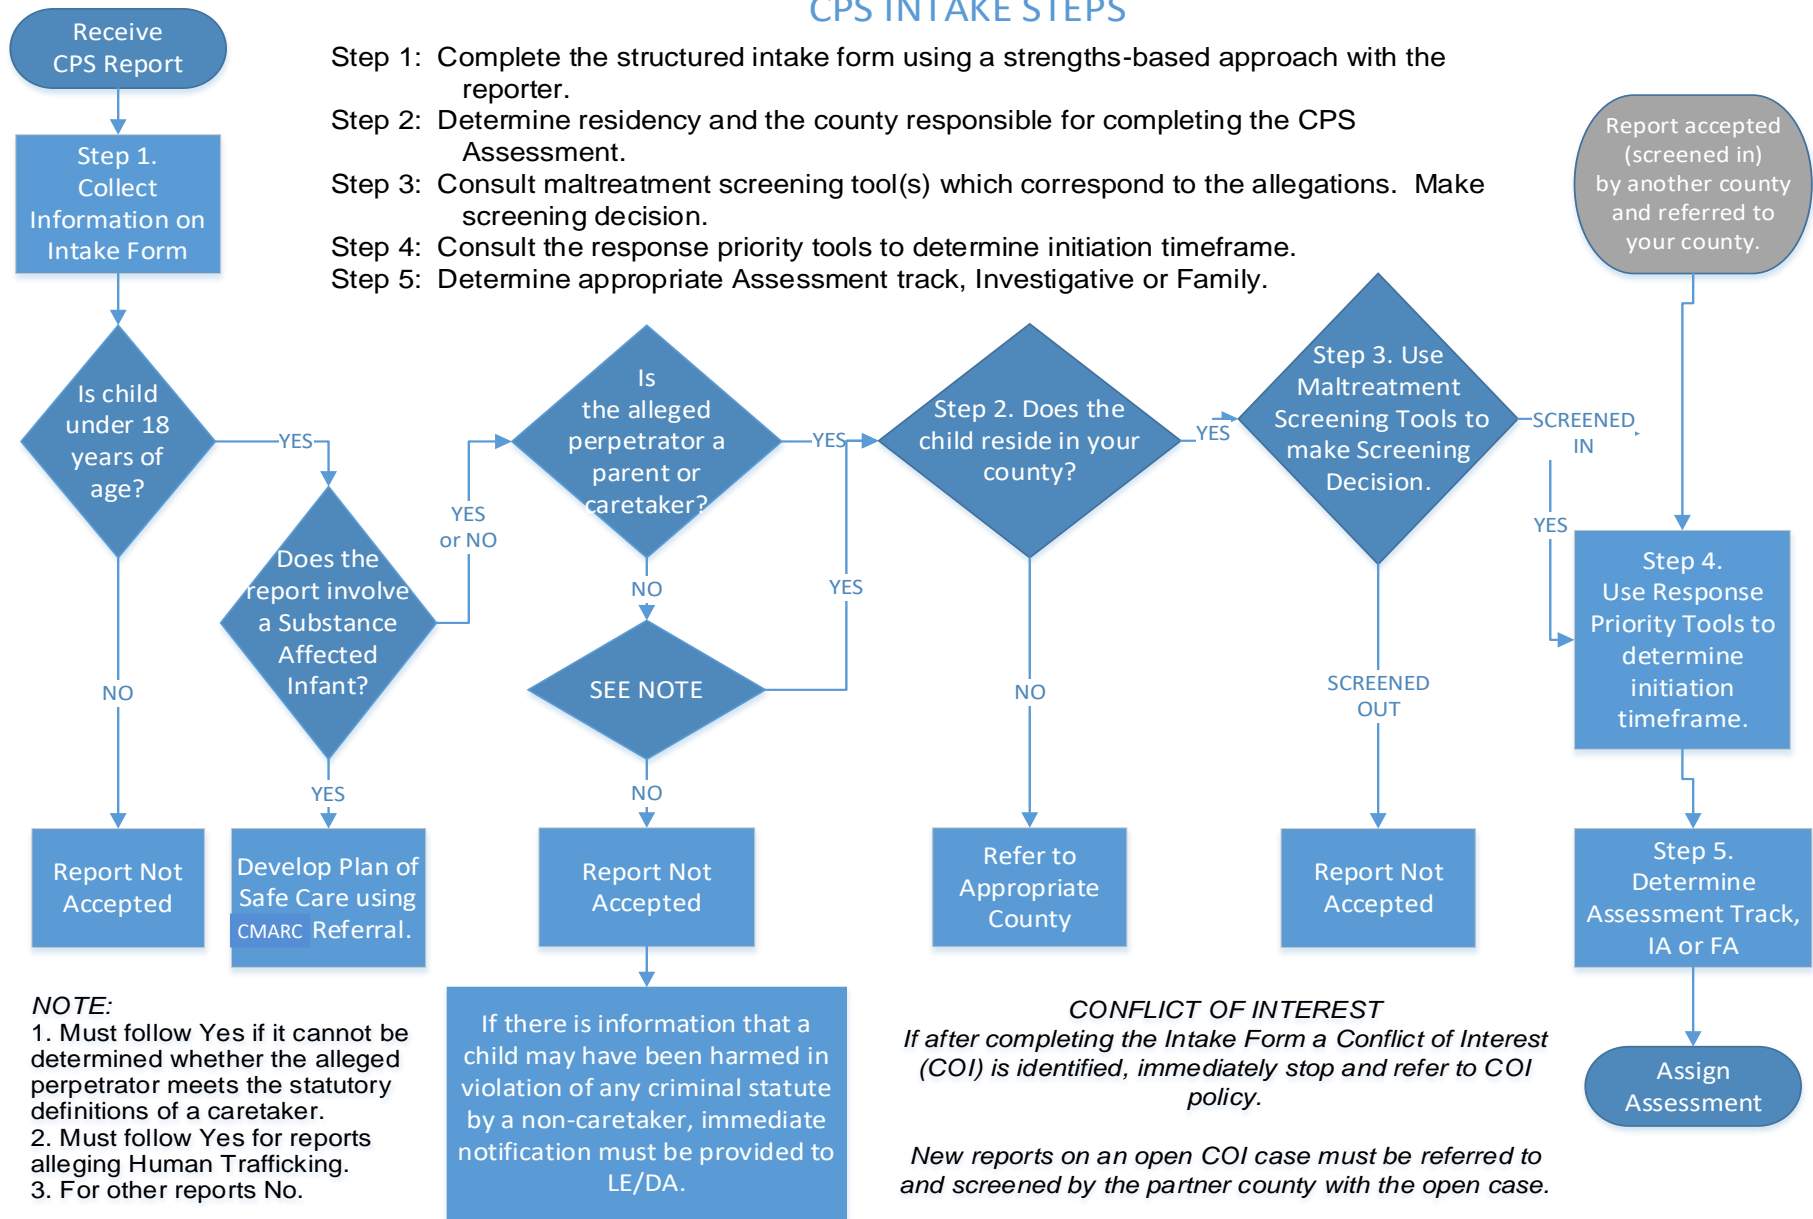 CPS INTAKE STEPS
Receive
CPS Report
Step 1: Complete the structured intake form using a strengths-based approach with the
reporter.
Step 2: Determine residency and the county responsible for completing the CPS
Assessment.
Step 3: Consult maltreatment screening tool(s) which correspond to the allegations. Make
screening decision.
Step 4: Consult the response priority tools to determine initiation timeframe.
Step 5: Determine appropriate Assessment track, Investigative or Family.
Report accepted
(screened in)
by another county
and referred to
your county.
Step 1.
Collect
Information on
Intake Form
Is child
under 18
years of
age?
YES
NO
Does the
report involve
a Substance
Affected
Infant?
YES
or NO
YES
Is
the alleged
perpetrator a
parent or
caretaker?
YES
NO
SEE NOTE
YES
NO
Step 2. Does the
child reside in your
county?
YES
NO
Step 3. Use
Maltreatment
Screening Tools to
make Screening
Decision.
SCREENED
IN
YES
SCREENED
OUT
Step 4.
Use Response
Priority Tools to
determine
initiation
timeframe.
Report Not
Accepted
Develop Plan of
Safe Care using
CMARC Referral.
Report Not
Accepted
Refer to
Appropriate
County
Report Not
Accepted
Step 5.
Determine
Assessment Track,
IA or FA
NOTE:
1. Must follow Yes if it cannot be
determined whether the alleged
perpetrator meets the statutory
definitions of a caretaker.
2. Must follow Yes for reports
alleging Human Trafficking.
3. For other reports No.
If there is information that a
child may have been harmed in
violation of any criminal statute
by a non-caretaker, immediate
notification must be provided to
LE/DA.
CONFLICT OF INTEREST
If after completing the Intake Form a Conflict of Interest
(COI) is identified, immediately stop and refer to COI
policy.
New reports on an open COI case must be referred to
and screened by the partner county with the open case.
Assign
Assessment